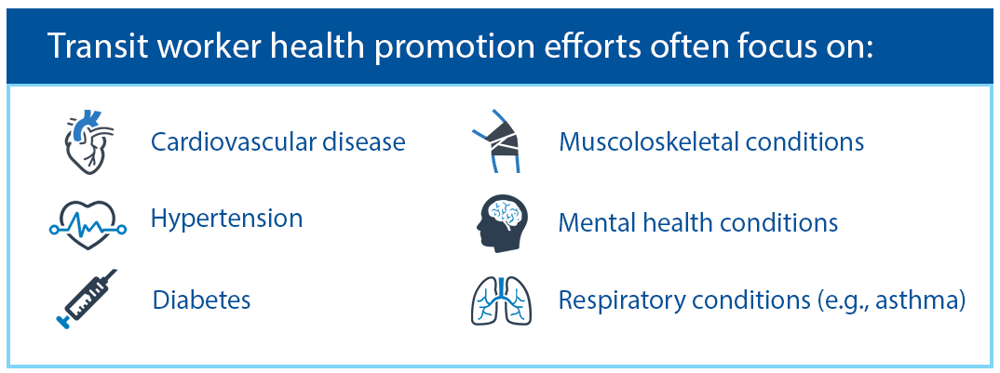 Transit worker health promotion efforts often focus on:
Cardiovascular disease
Hypertension
Diabetes
Muscoloskeletal conditions
Mental health conditions
Respiratory conditions (e.g., asthma)